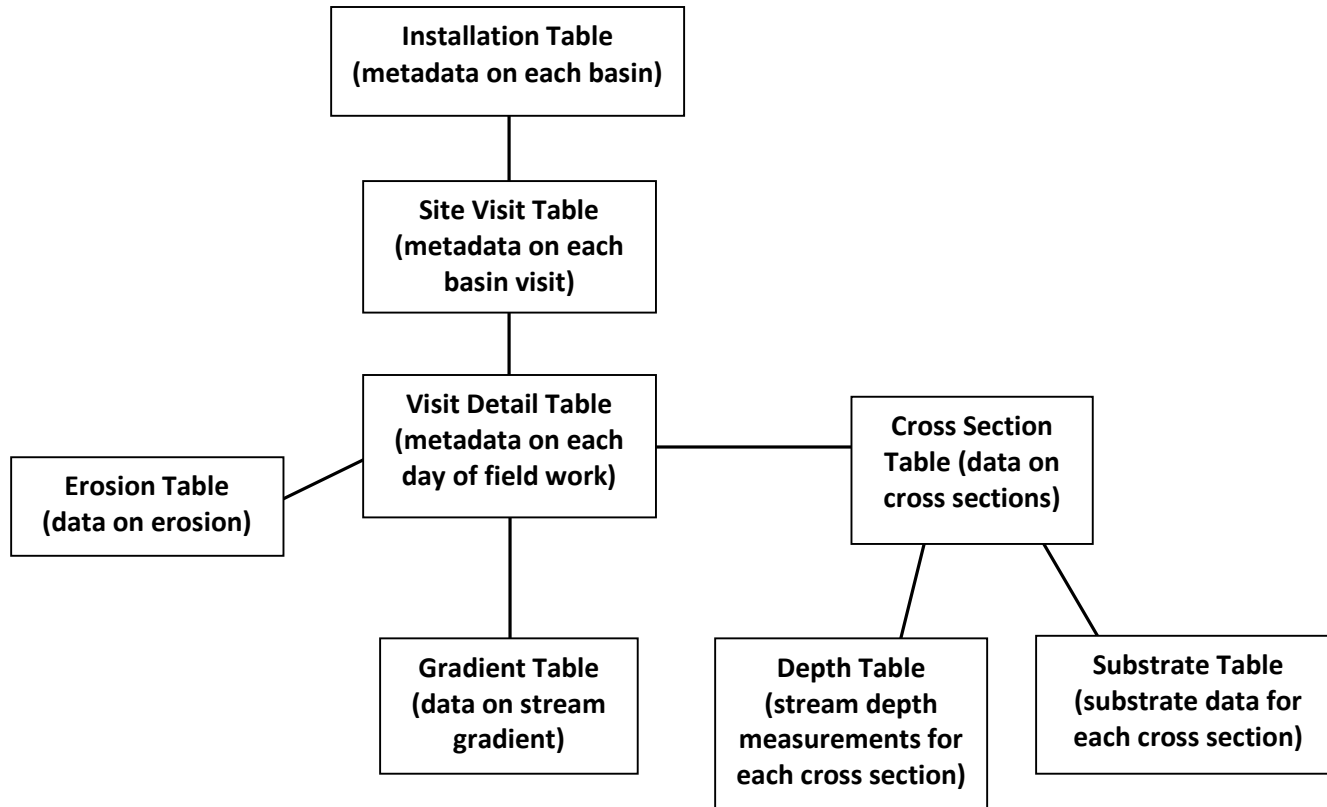 Installation Table
(metadata on each basin)
Site Visit Table
(metadata on each
basin visit)
Visit Detail Table
(metadata on each
day of field work)
Cross Section
Table (data on
cross sections)
Erosion Table
(data on erosion)
Gradient Table
(data on stream
gradient)
Depth Table
(stream depth
measurements for
each cross section)
Substrate Table
(substrate data for
each cross section)